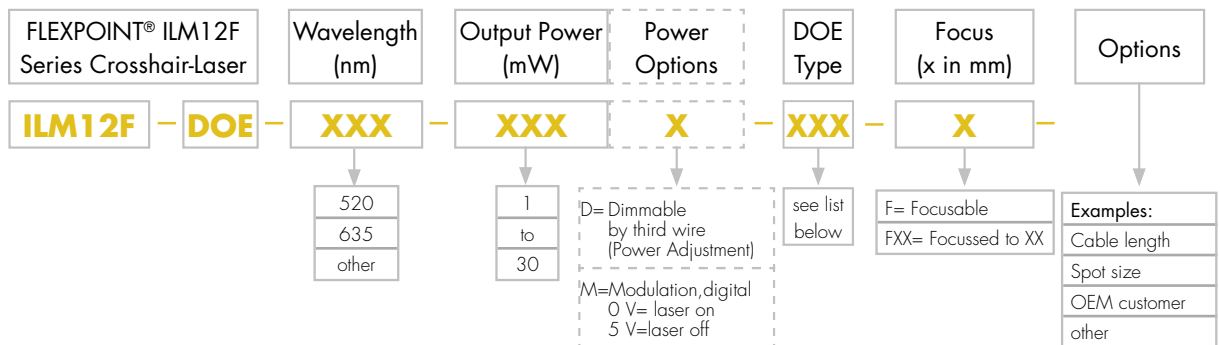 FLEXPOINT® ILM12F
Series Crosshair-Laser
Wavelength
(nm)
Output Power
(mW)
Power
Options
DOE
Type
Focus
(x in mm)
Options
ILM12F – DOE – XXX – XXX X – XXX – X –
520
635
other
1
to
30
D= Dimmable
by third wire
(Power Adjustment)
M=Modulation,digital
0 V= laser on
5 V=laser off
see list
below
F= Focusable
FXX= Focussed to XX
Examples:
Cable length
Spot size
OEM customer
other